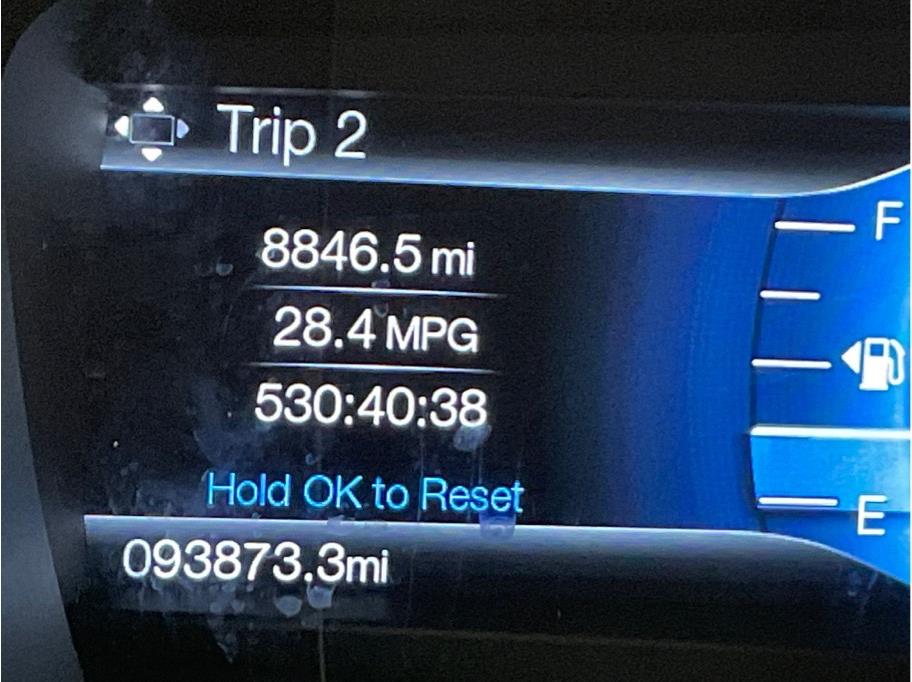 Trip 2
F
8846.5 mi
28.4 MPG
530:40:38
Hold OK to Reset
E
093873.3mi